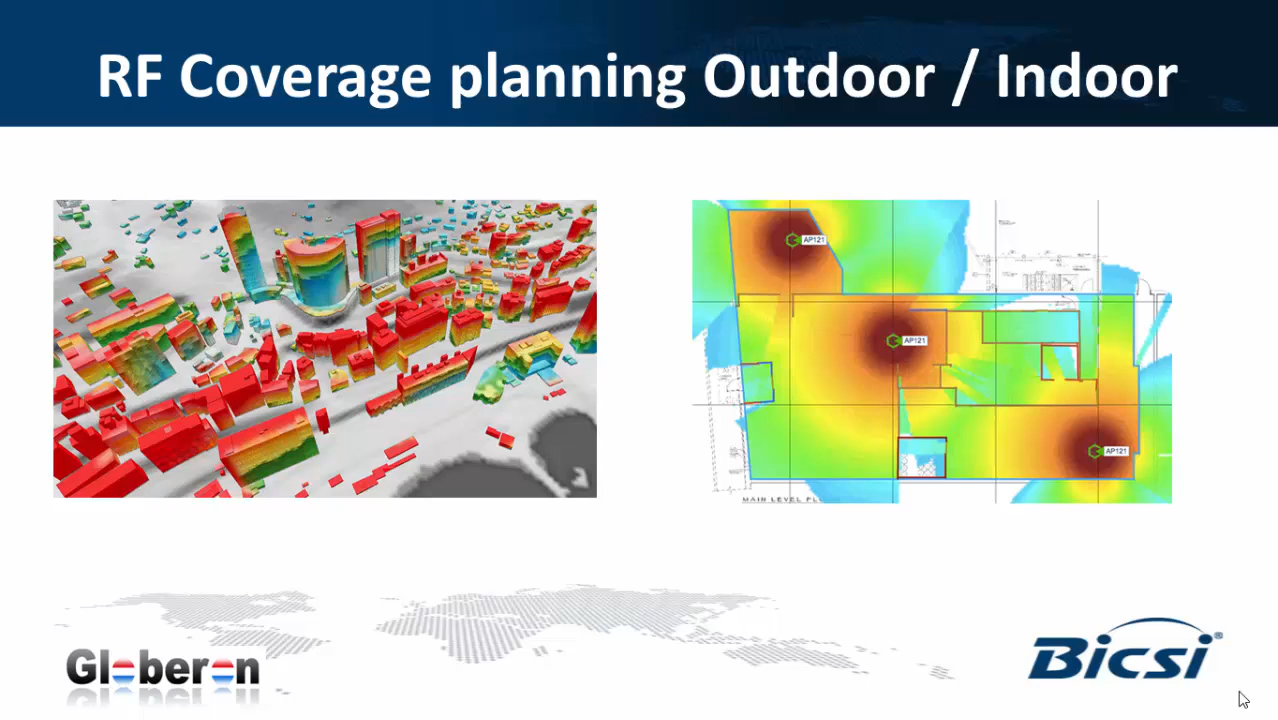 RF Coverage planning Outdoor / Indoor
AP121
AP121
AP121
MAIN LEVEL PL
Globeron
Bicsi®